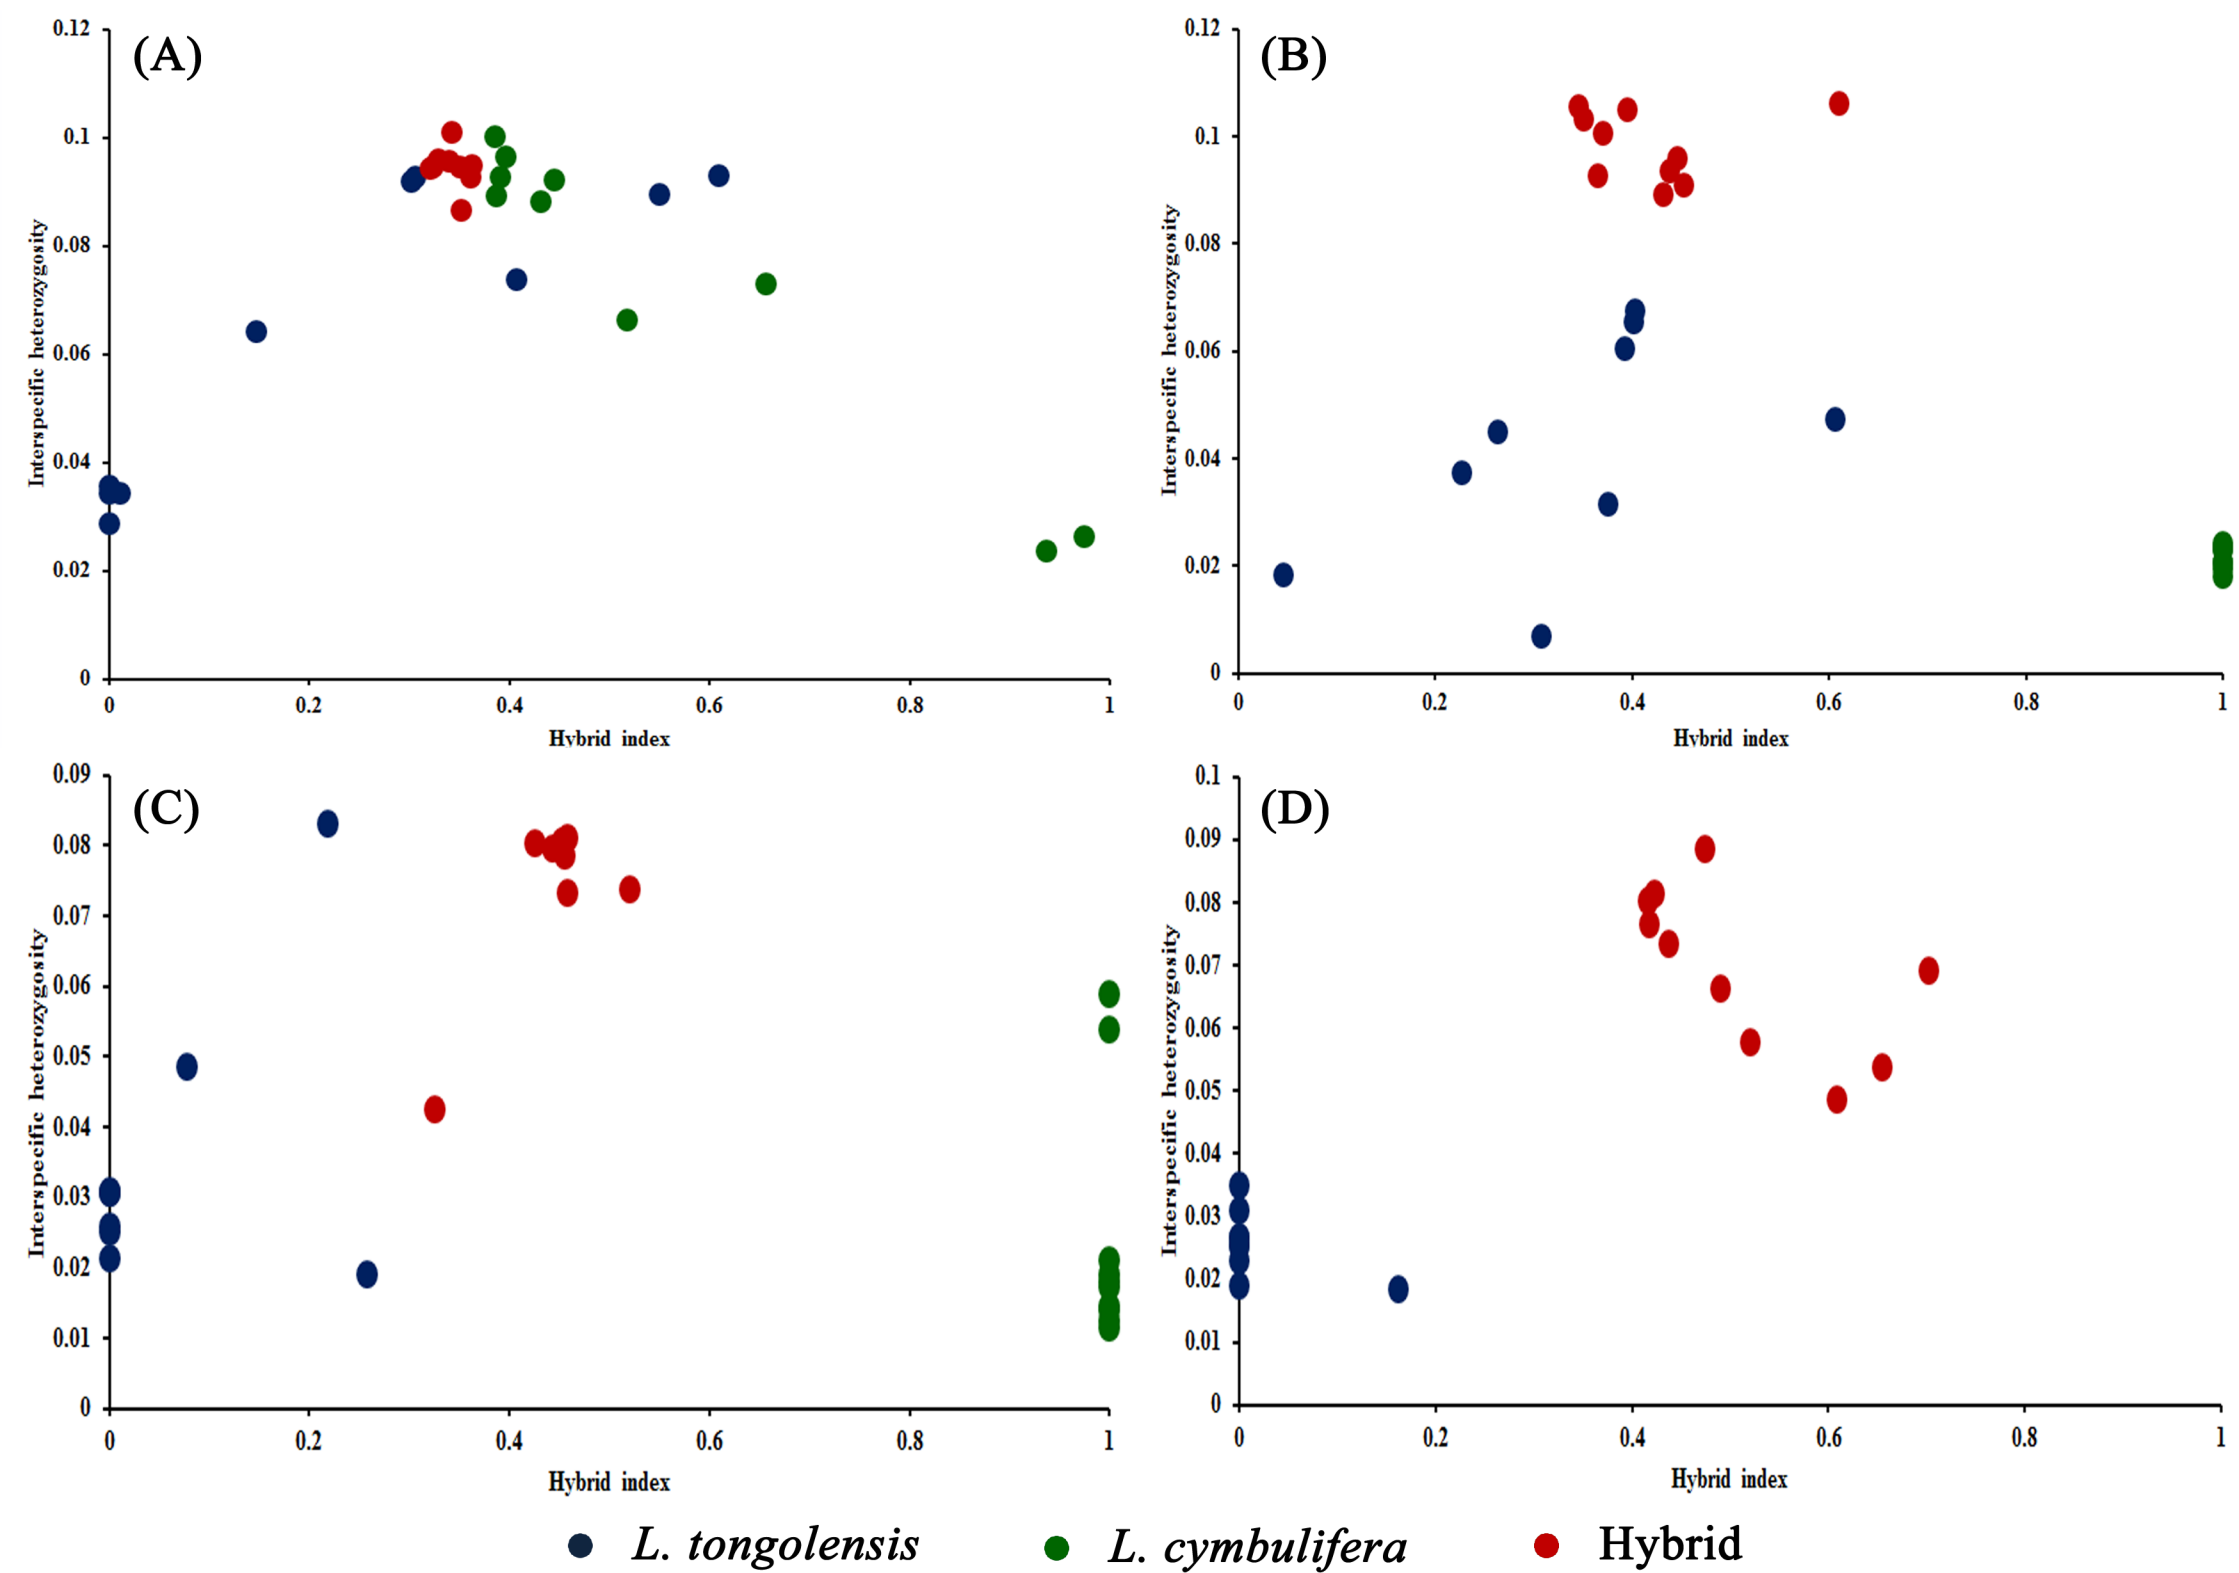 (A)
0.12
0.1
0.08
0.06
0.04
0.02
0
Interspecific heterozygosity
0 0.2 0.4 0.6 0.8 1
Hybrid index
(B)
0.12
0.1
0.08
0.06
0.04
0.02
0
Interspecific heterozygosity
0 0.2 0.4 0.6 0.8 1
Hybrid index
(C)
0.09
0.08
0.07
0.06
0.05
0.04
0.03
0.02
0.01
0
Interspecific heterozygosity
0 0.2 0.4 0.6 0.8 1
Hybrid index
(D)
0.1
0.09
0.08
0.07
0.06
0.05
0.04
0.03
0.02
0.01
0
Interspecific heterozygosity
0 0.2 0.4 0.6 0.8 1
Hybrid index
L. tongolensis L. cymbulifera Hybrid